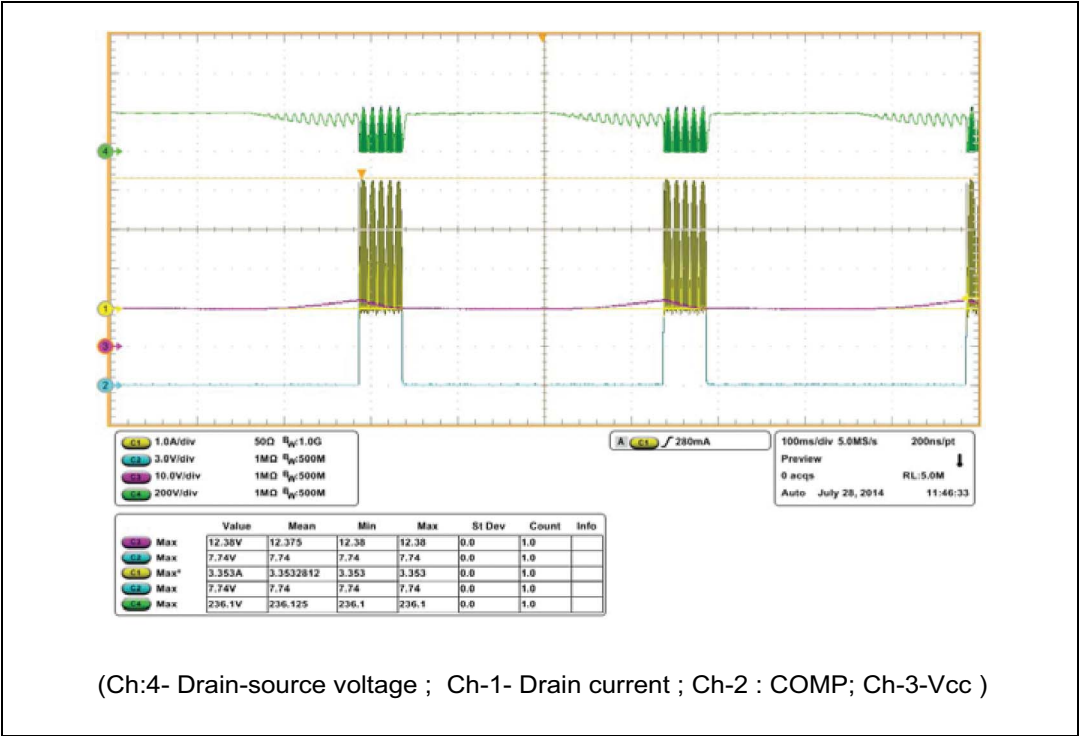 4
1
3
2
C1 1.0A/div 50Ω BW:1.0G
C2 3.0V/div 1MΩ BW:500M
C3 10.0V/div 1MΩ BW:500M
C4 200V/div 1MΩ BW:500M
A C1 ∫ 280mA
100ms/div 5.0MS/s 200ns/pt
Preview
0 acqs RL:5.0M
Auto July 28, 2014 11:46:33
Value Mean Min Max St Dev Count Info
C3 Max 12.38V 12.375 12.38 12.38 0.0 1.0
C2 Max 7.74V 7.74 7.74 7.74 0.0 1.0
C1 Max* 3.353A 3.3532812 3.353 3.353 0.0 1.0
C2 Max 7.74V 7.74 7.74 7.74 0.0 1.0
C4 Max 236.1V 236.125 236.1 236.1 0.0 1.0
(Ch:4- Drain-source voltage ; Ch-1- Drain current ; Ch-2 : COMP; Ch-3-Vcc )